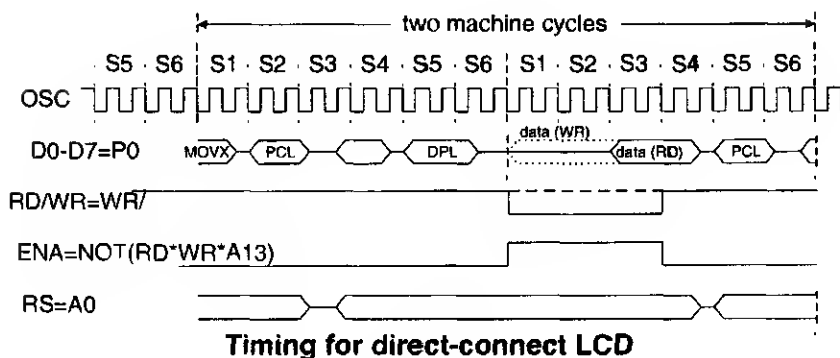 two machine cycles
S5 S6 S1 S2 S3 S4 S5 S6 S1 S2 S3 S4 S5 S6
OSC
data (WR)
D0-D7=P0 MOVX PCL DPL data (RD) PCL
RD/WR=WR/
ENA=NOT(RD*WR*A13)
RS=A0
Timing for direct-connect LCD